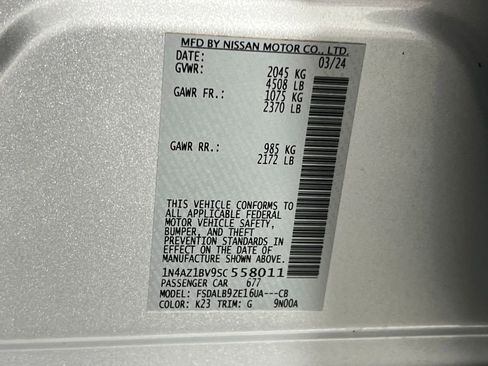 MFD BY NISSAN MOTOR CO., LTD.
DATE: 03/24
GVWR: 2045 KG
4508 LB
GAWR FR.: 1075 KG
2370 LB
GAWR RR.: 985 KG
2172 LB
THIS VEHICLE CONFORMS TO
ALL APPLICABLE FEDERAL
MOTOR VEHICLE SAFETY,
BUMPER, AND THEFT
PREVENTION STANDARDS IN
EFFECT ON THE DATE OF
MANUFACTURE SHOWN ABOVE.
1N4AZ1BV9SC558011
PASSENGER CAR 677
MODEL: FSDALB9ZE16UA---CB
COLOR: K23 TRIM: G 9N00A